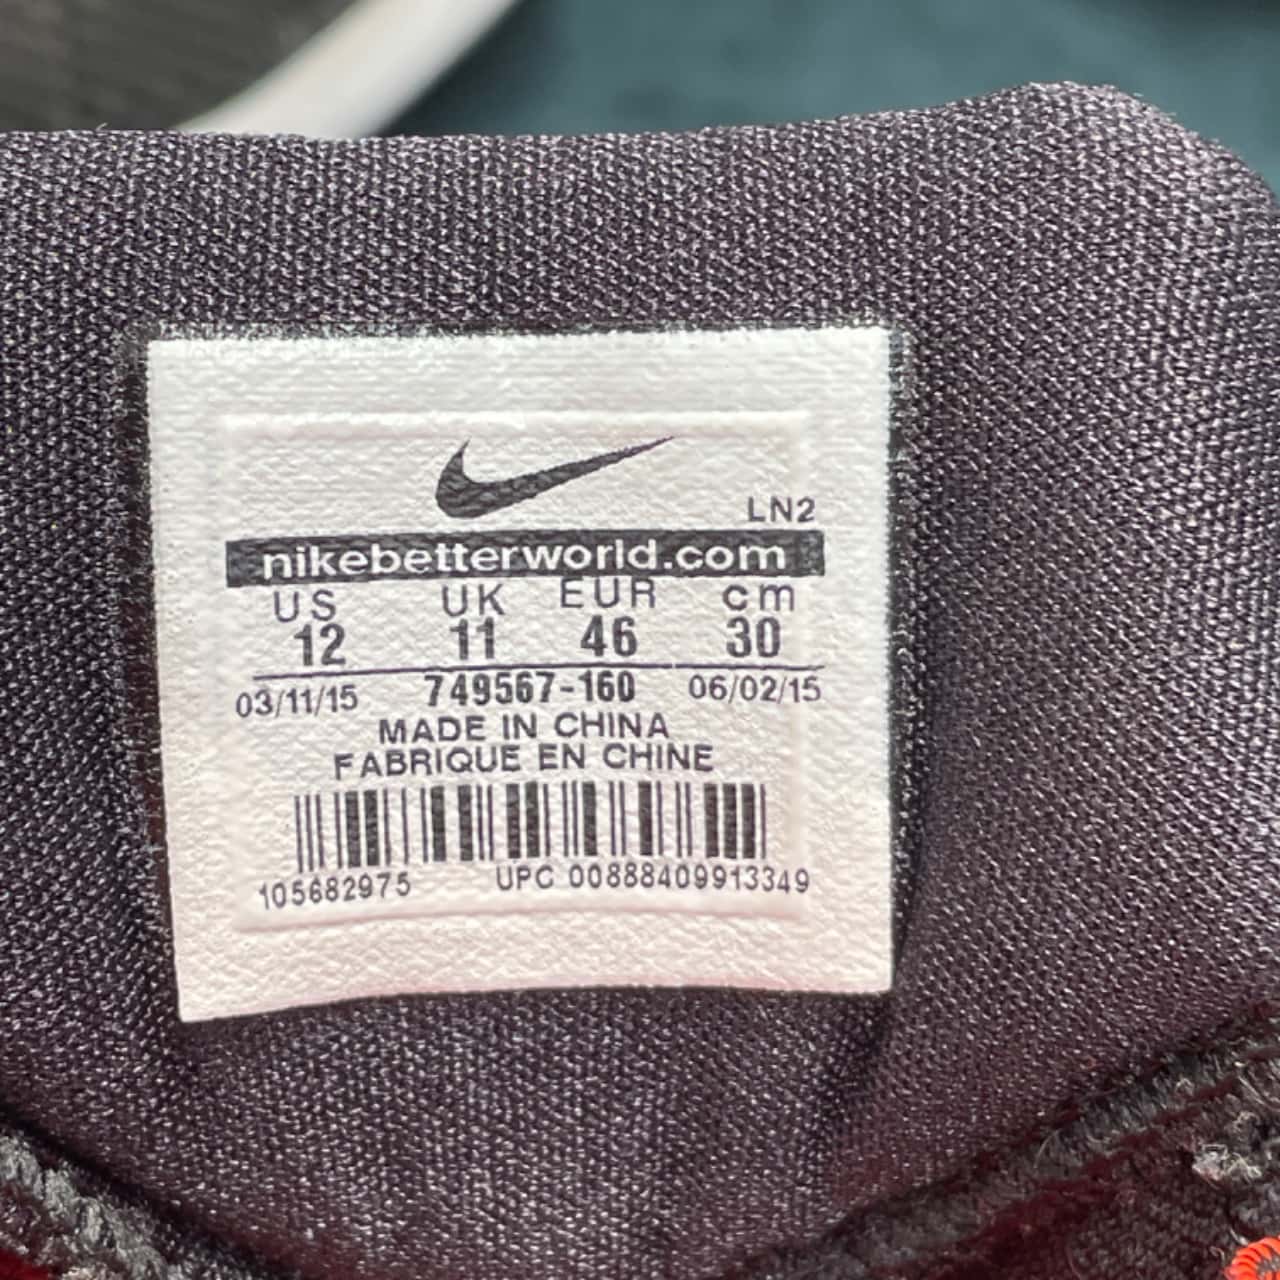 LN2
nikebetterworld.com
US UK EUR cm
12 11 46 30
03/11/15 749567-160 06/02/15
MADE IN CHINA
FABRIQUE EN CHINE
105682975 UPC 00888409913349